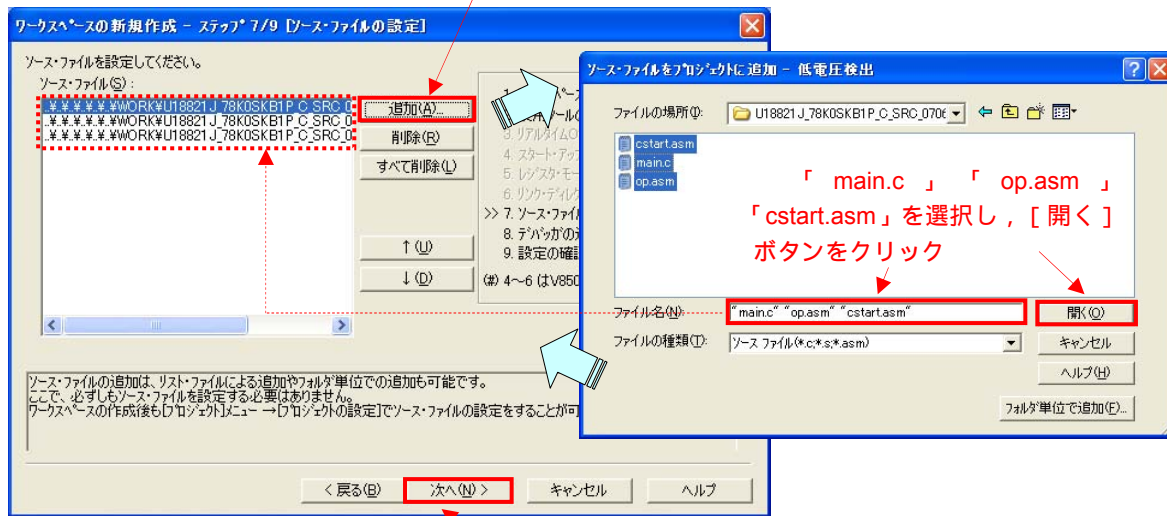 ワークスペースの新規作成 - ステップ 7/9 [ソース・ファイルの設定]
ソース・ファイルを設定してください。
ソース・ファイル(S) :
..¥.¥.¥.¥.¥.¥WORK¥U18821J_78K0SKB1P_C_SRC_0
..¥.¥.¥.¥.¥.¥WORK¥U18821J_78K0SKB1P_C_SRC_0
..¥.¥.¥.¥.¥.¥WORK¥U18821J_78K0SKB1P_C_SRC_0
追加(A)...
削除(R)
すべて削除(L)
↑(U)
↓(D)
3. リアルタイムO
4. スタート・アッ
5. レジスタ・モー
6. リンク・ディレク
>> 7. ソース・ファイル
8. デバッガの
9. 設定の確認
(#) 4~6 はV850
ソース・ファイルの追加は、リスト・ファイルによる追加やフォルダ単位での追加も可能です。
ここで、必ずしもソース・ファイルを設定する必要はありません。
ワークスペースの作成後も[プロジェクト]メニュー →[プロジェクトの設定]でソース・ファイルの設定をすることが可
< 戻る(B)
次へ(N) >
キャンセル
ヘルプ
ソース・ファイルをプロジェクトに追加 - 低電圧検出
ファイルの場所(I):
U18821J_78K0SKB1P_C_SRC_0706
cstart.asm
main.c
op.asm
「 main.c 」 「 op.asm 」
「cstart.asm」を選択し，[開く]
ボタンをクリック
ファイル名(N):
"main.c" "op.asm" "cstart.asm"
開く(O)
ファイルの種類(T):
ソース ファイル(*.c;*.s;*.asm)
キャンセル
ヘルプ(H)
フォルダ単位で追加(F)...